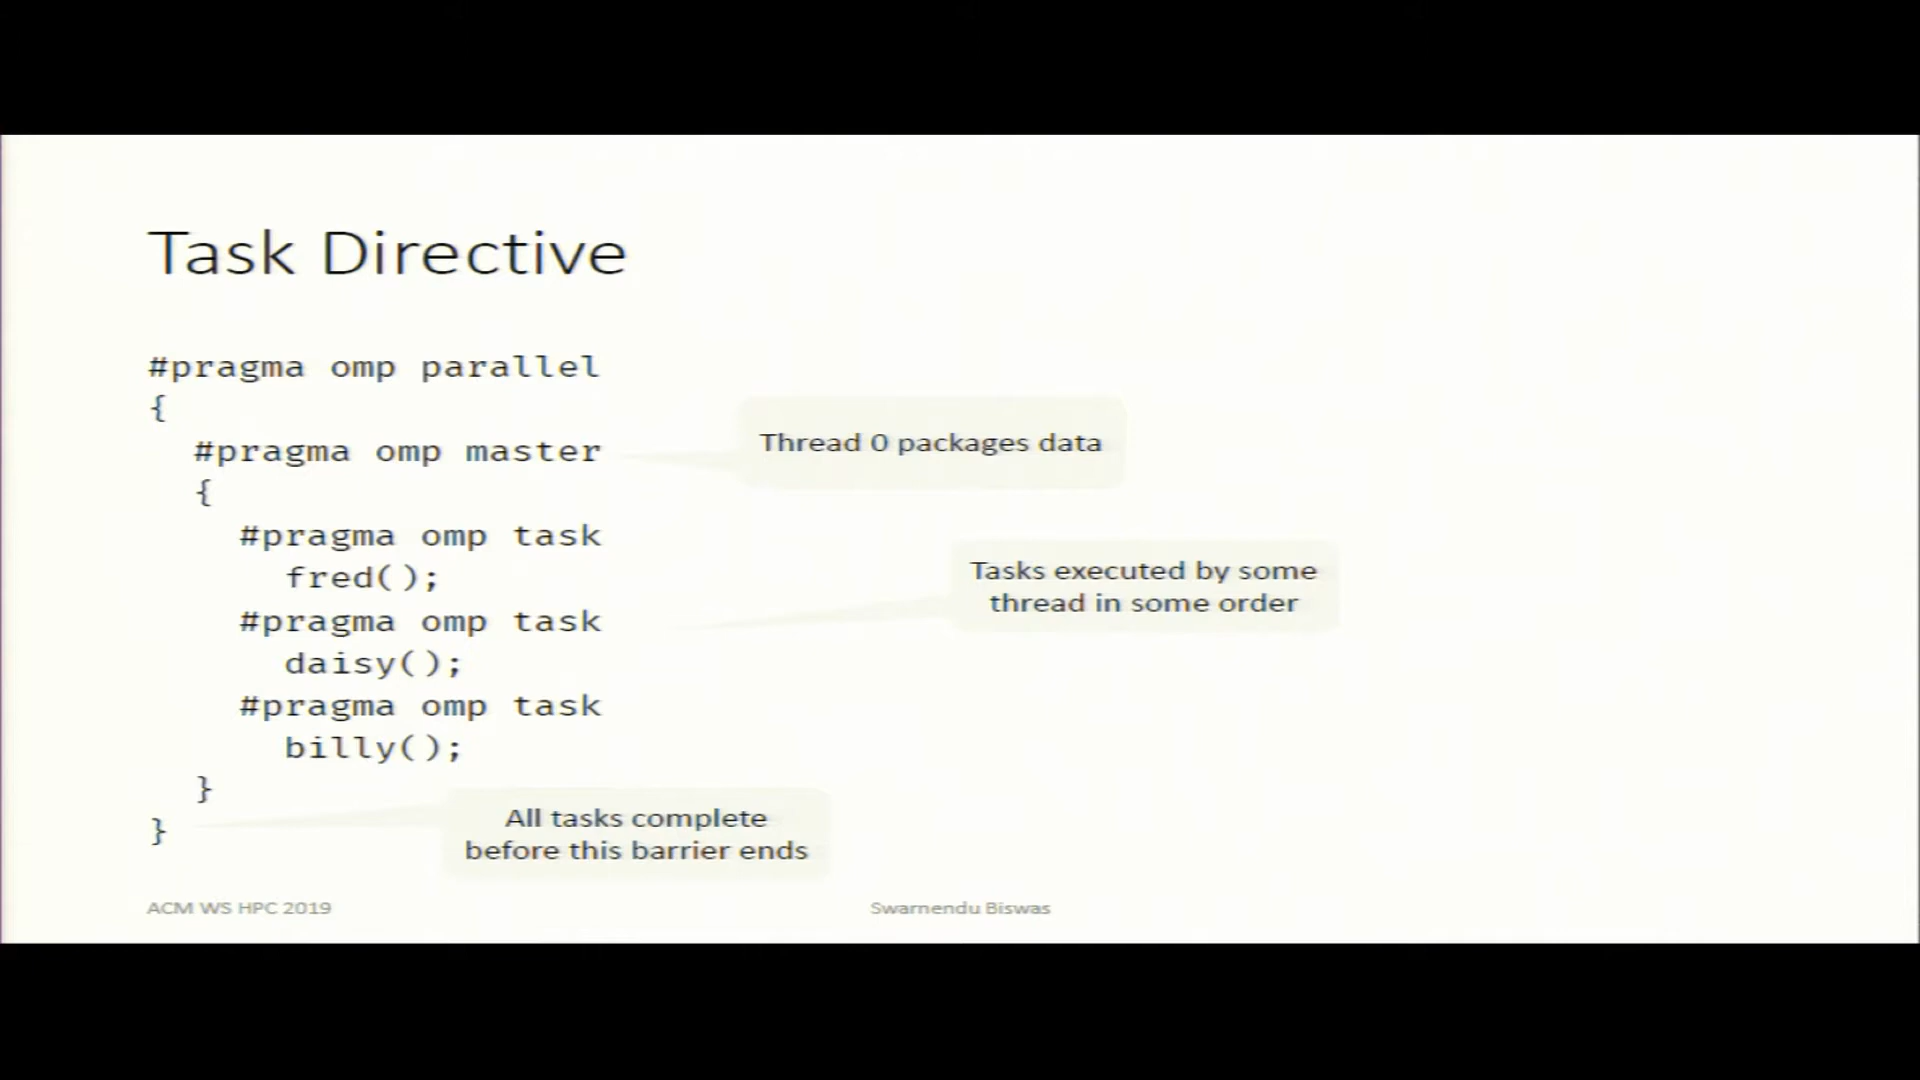 Task Directive
#pragma omp parallel
{
#pragma omp master
Thread 0 packages data
{
#pragma omp task
fred();
Tasks executed by some
thread in some order
#pragma omp task
daisy();
#pragma omp task
billy();
}
All tasks complete
before this barrier ends
}
ACM WS HPC 2019
Swarnendu Biswas